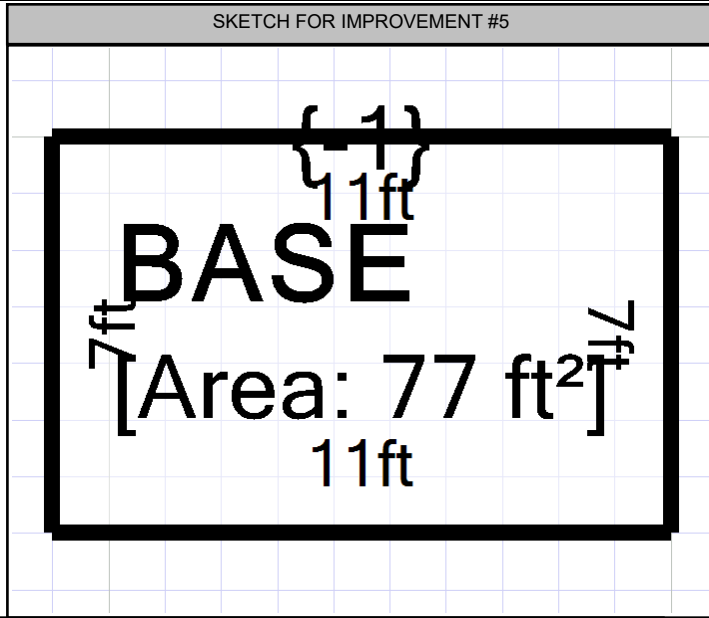 SKETCH FOR IMPROVEMENT #5
{- 1}
11ft
BASE
7ft
7ft
[Area: 77 ft²]
11ft